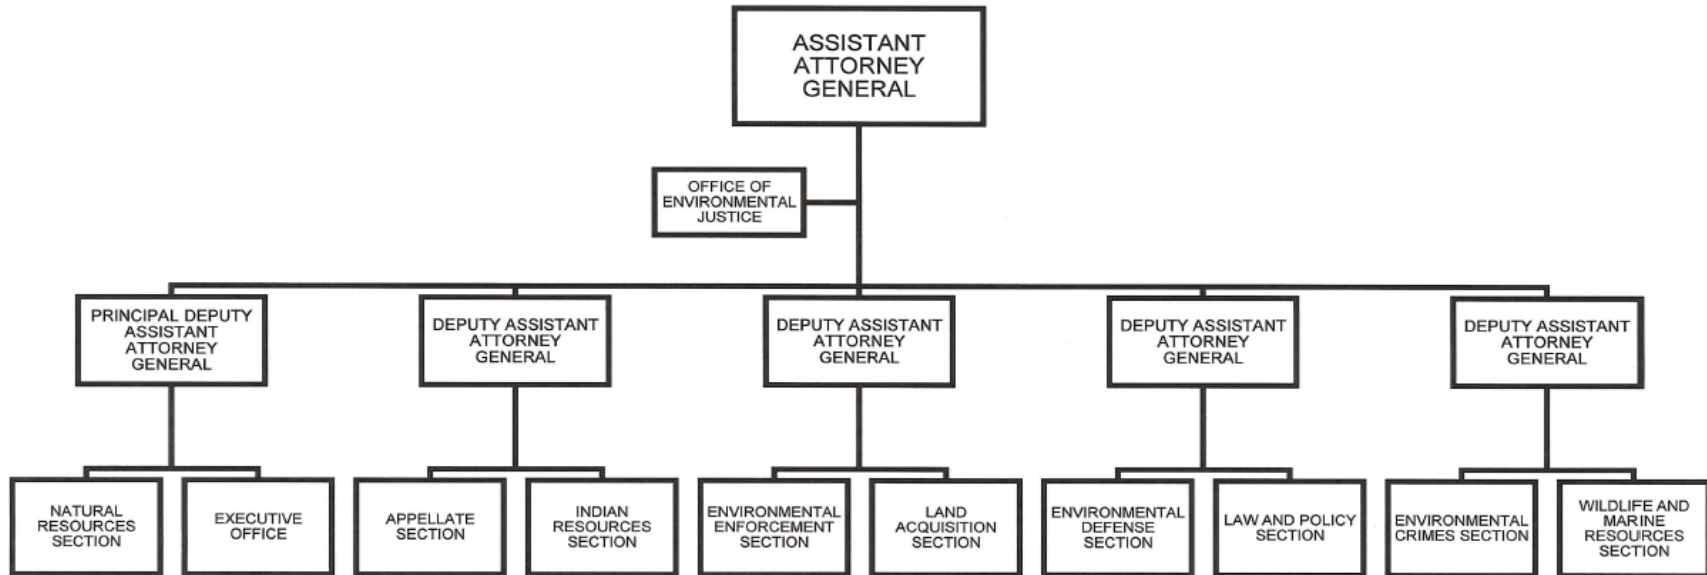 ASSISTANT
ATTORNEY
GENERAL
OFFICE OF
ENVIRONMENTAL
JUSTICE
PRINCIPAL DEPUTY
ASSISTANT
ATTORNEY
GENERAL
DEPUTY ASSISTANT
ATTORNEY
GENERAL
DEPUTY ASSISTANT
ATTORNEY
GENERAL
DEPUTY ASSISTANT
ATTORNEY
GENERAL
DEPUTY ASSISTANT
ATTORNEY
GENERAL
NATURAL
RESOURCES
SECTION
EXECUTIVE
OFFICE
APPELLATE
SECTION
INDIAN
RESOURCES
SECTION
ENVIRONMENTAL
ENFORCEMENT
SECTION
LAND
ACQUISITION
SECTION
ENVIRONMENTAL
DEFENSE
SECTION
LAW AND POLICY
SECTION
ENVIRONMENTAL
CRIMES SECTION
WILDLIFE AND
MARINE
RESOURCES
SECTION